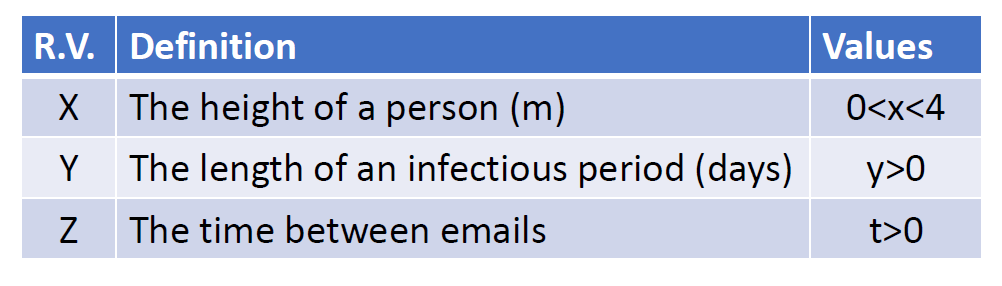 R.V. Definition Values
X The height of a person (m) 0<x<4
Y The length of an infectious period (days) y>0
Z The time between emails t>0